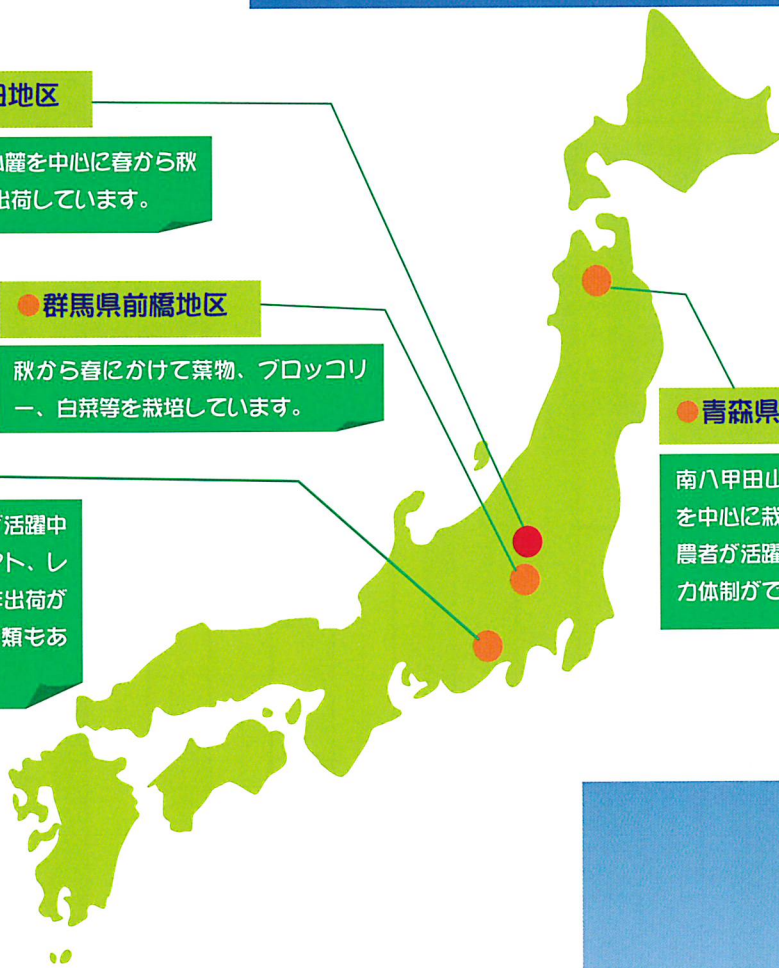 田地区
山麓を中心に春から秋
出荷しています。
群馬県前橋地区
秋から春にかけて葉物、ブロッコリ
ー、白菜等を栽培しています。
活躍中
ト、レ
出荷が
類もあ
青森県
南八甲田山
を中心に栽
農者が活躍
力体制がで